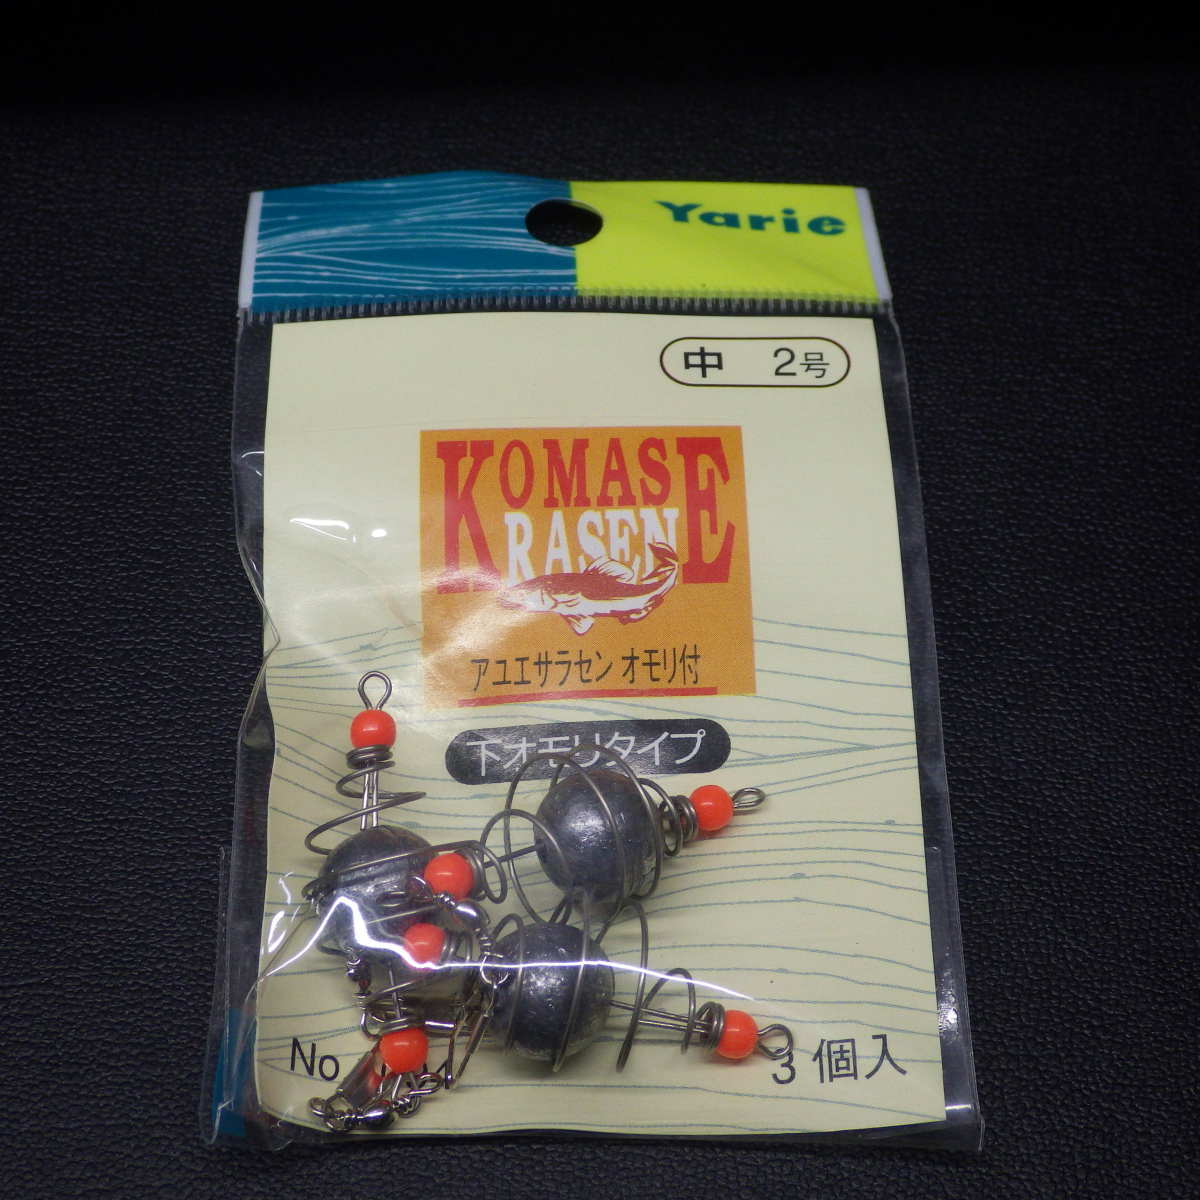 Yarie
中 2号
KOMASE
RASEN
アユエサラセン オモリ付
下オモリタイプ
No
3個入